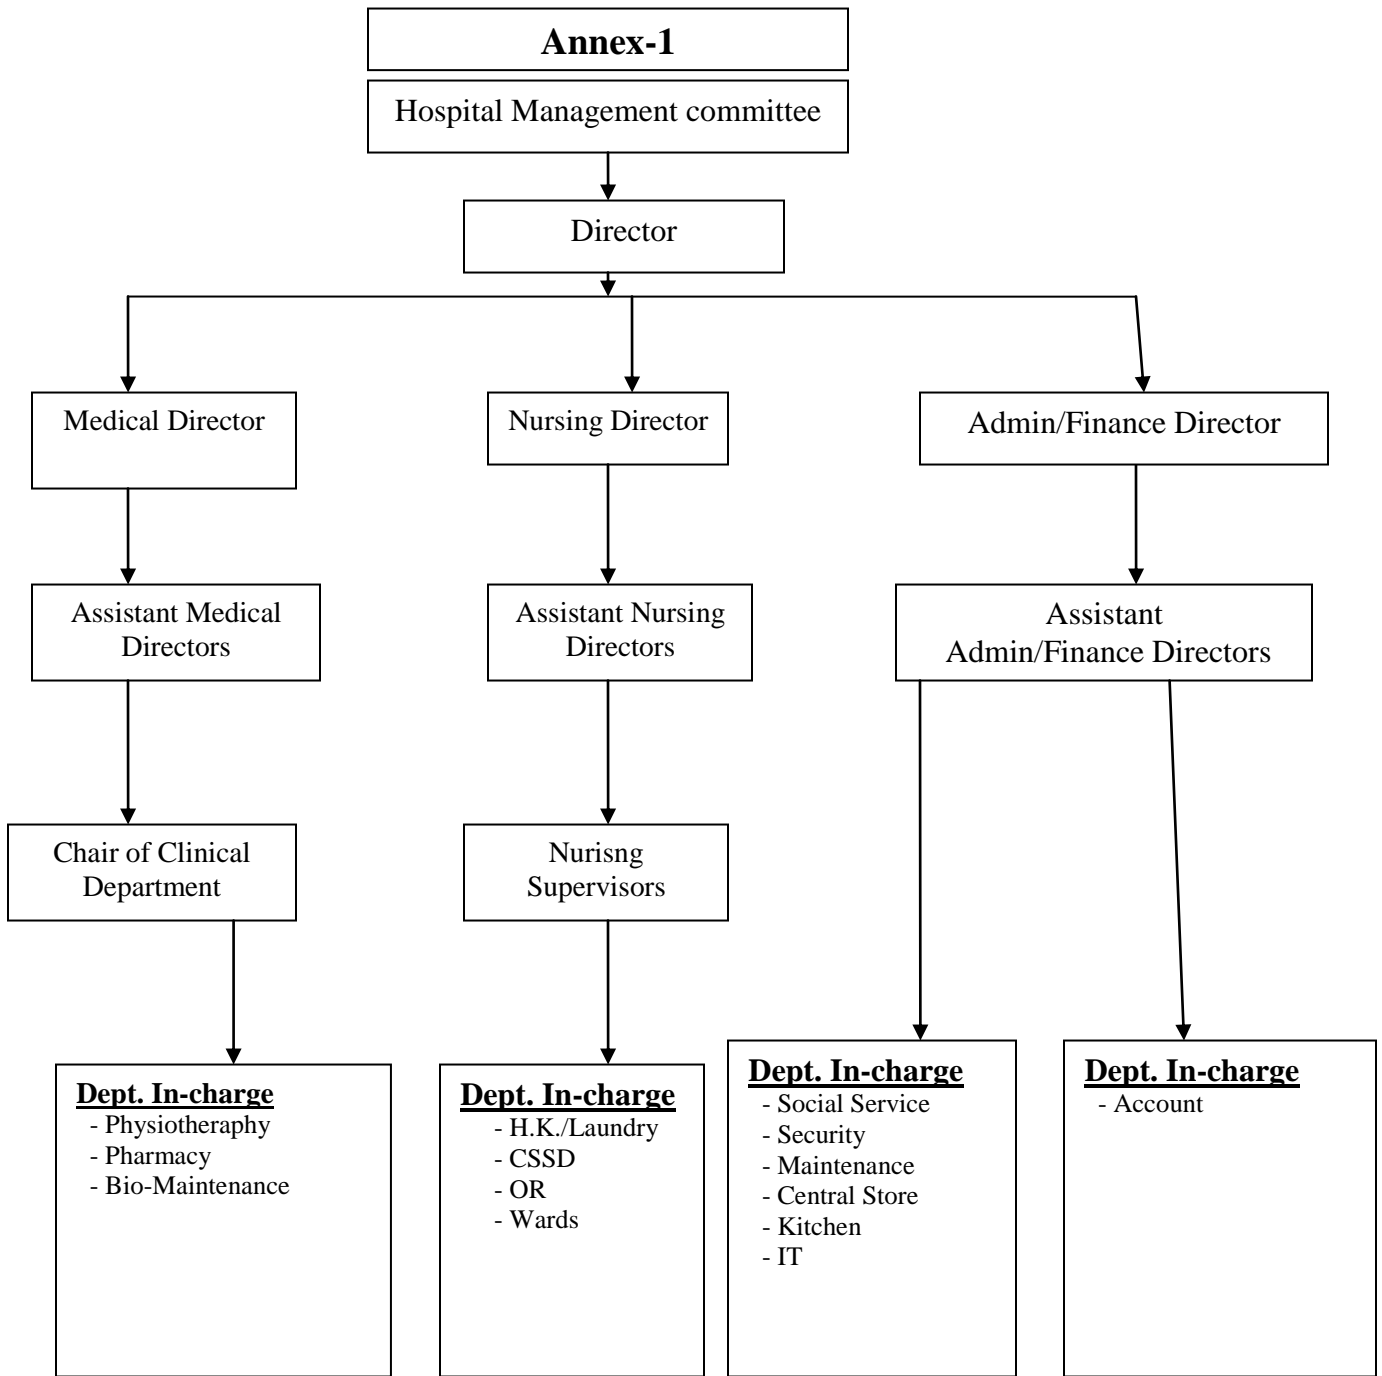 Annex-1
Hospital Management committee
Director
Medical Director
Nursing Director
Admin/Finance Director
Assistant Medical
Directors
Assistant Nursing
Directors
Assistant
Admin/Finance Directors
Chair of Clinical
Department
Nurisng
Supervisors
Dept. In-charge
- Physiotheraphy
- Pharmacy
- Bio-Maintenance
Dept. In-charge
- H.K./Laundry
- CSSD
- OR
- Wards
Dept. In-charge
- Social Service
- Security
- Maintenance
- Central Store
- Kitchen
- IT
Dept. In-charge
- Account